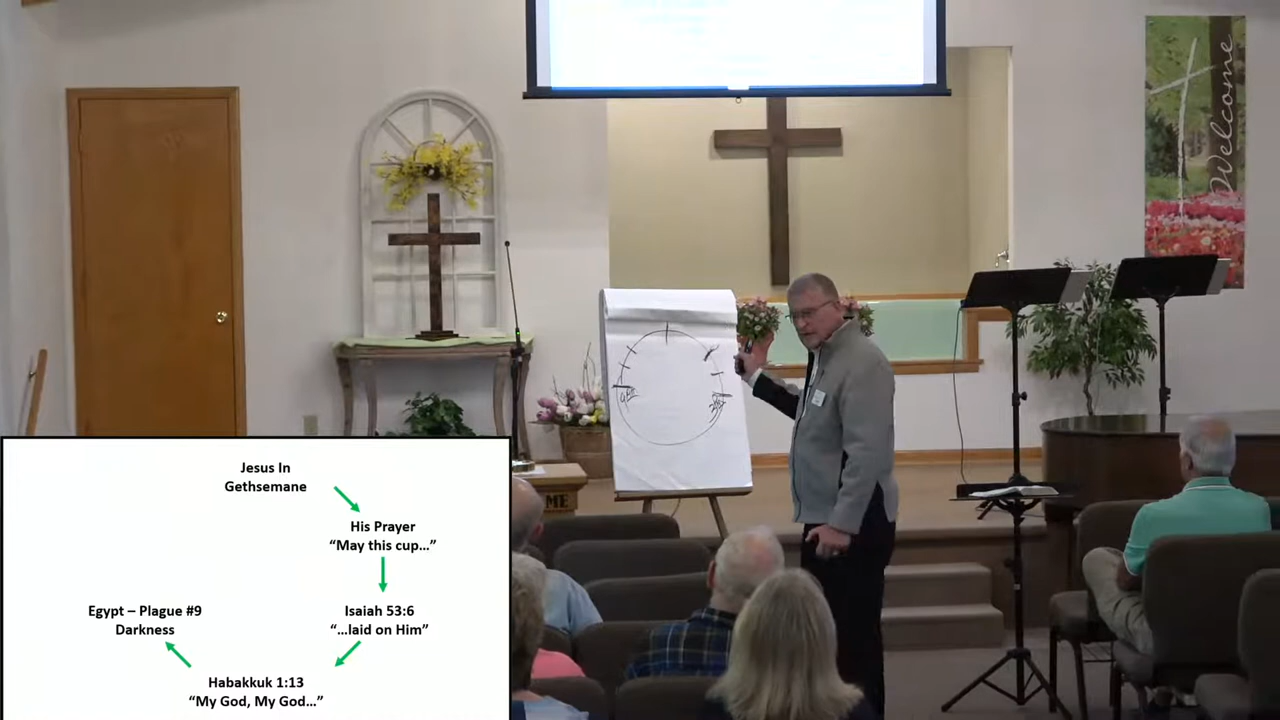 Welcome
ME
Jesus In
Gethsemane
His Prayer
“May this cup…”
Isaiah 53:6
“…laid on Him”
Habakkuk 1:13
“My God, My God…”
Egypt – Plague #9
Darkness